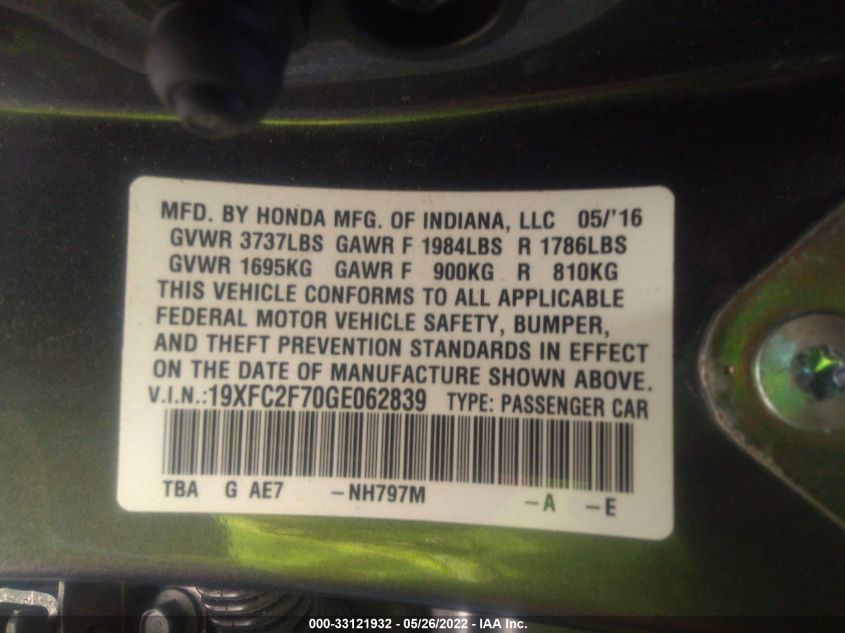 MFD. BY HONDA MFG. OF INDIANA, LLC 05/'16
GVWR 3737LBS GAWR F 1984LBS R 1786LBS
GVWR 1695KG GAWR F 900KG R 810KG
THIS VEHICLE CONFORMS TO ALL APPLICABLE
FEDERAL MOTOR VEHICLE SAFETY, BUMPER,
AND THEFT PREVENTION STANDARDS IN EFFECT
ON THE DATE OF MANUFACTURE SHOWN ABOVE.
V.I.N.:19XFC2F70GE062839 TYPE: PASSENGER CAR
TBA G AE7 -NH797M -A -E
000-33121932 - 05/26/2022 - IAA Inc.